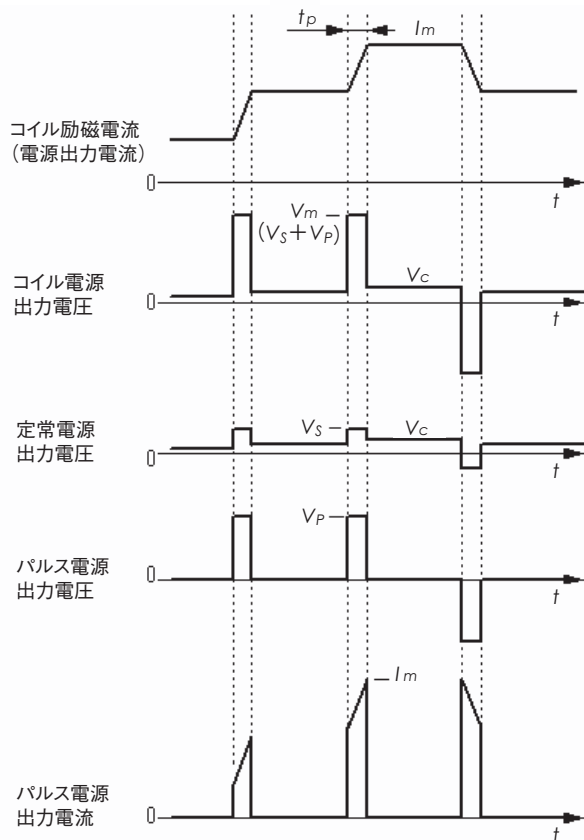 tp
Im
コイル励磁電流
(電源出力電流)
0
t
Vm
(VS+VP)
コイル電源
出力電圧
0
VC
t
定常電源
出力電圧
0
VS
VC
t
VP
パルス電源
出力電圧
0
t
Im
パルス電源
出力電流
0
t